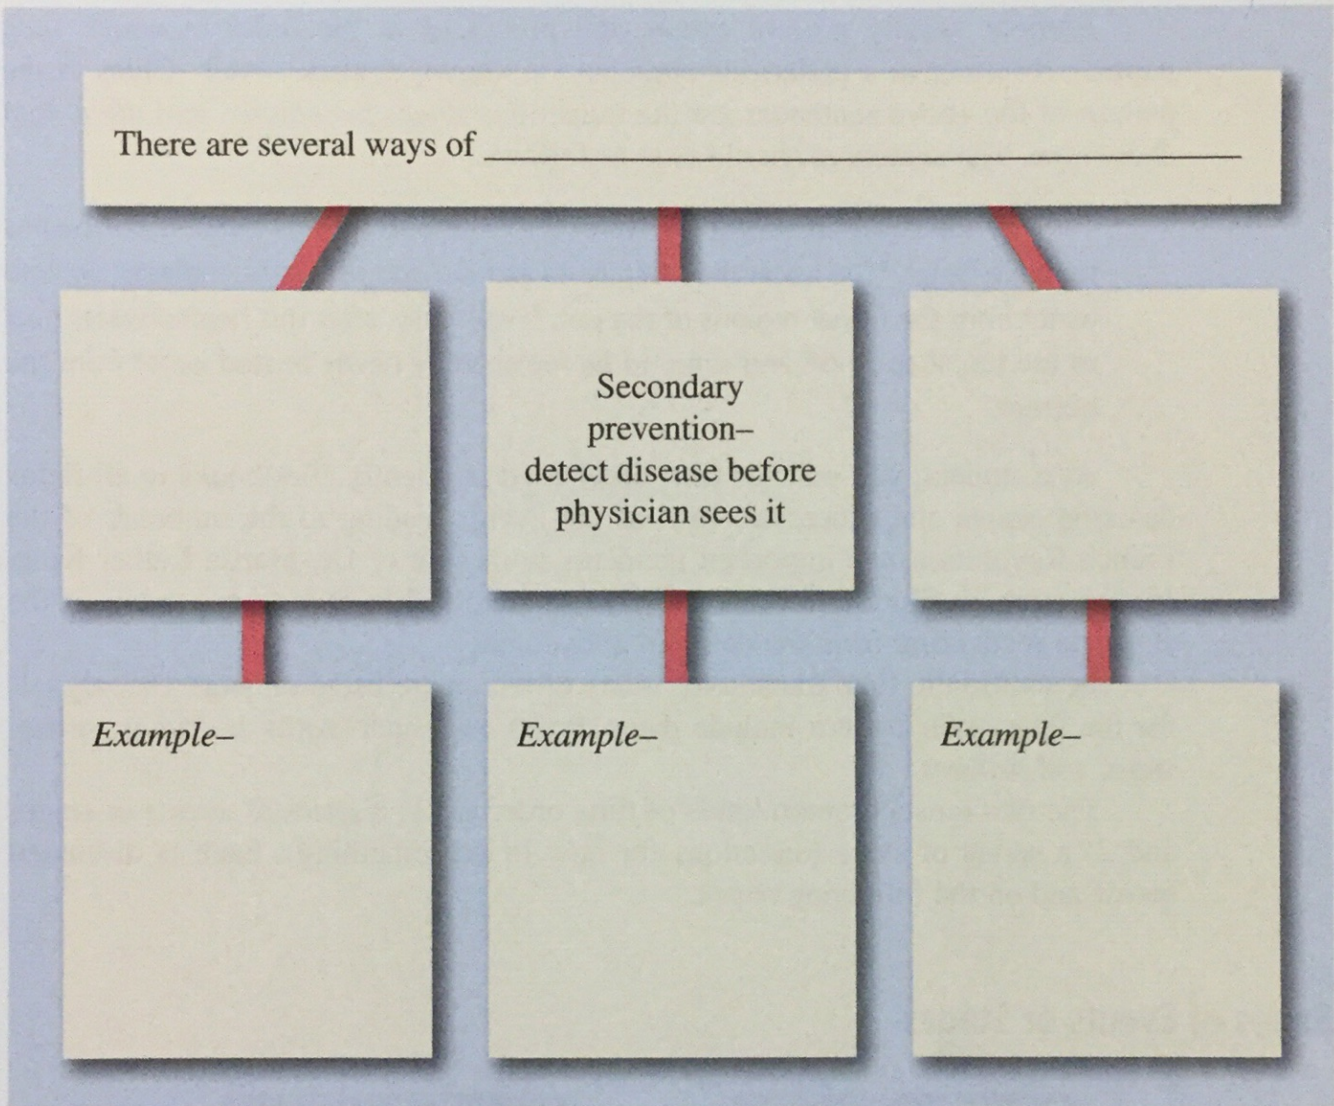 There are several ways of
Secondary
prevention–
detect disease before
physician sees it
Example–
Example–
Example–